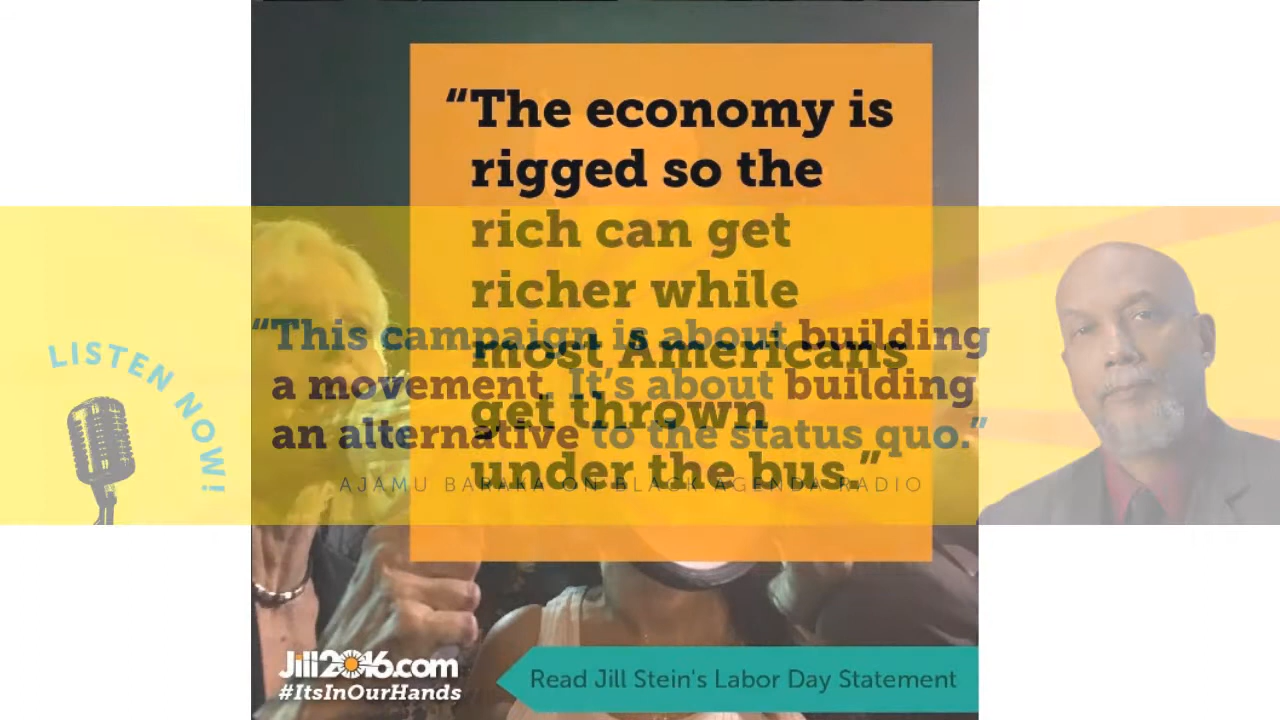 “The economy is
rigged so the
rich can get
richer while
most Americans
get thrown
under the bus.”
“This campaign is about building
a movement. It’s about building
an alternative to the status quo.”
AJAMU BARAKA ON BLACK AGENDA RADIO
LISTEN NOW!
Jill2016.com
#ItsInOurHands
Read Jill Stein's Labor Day Statement